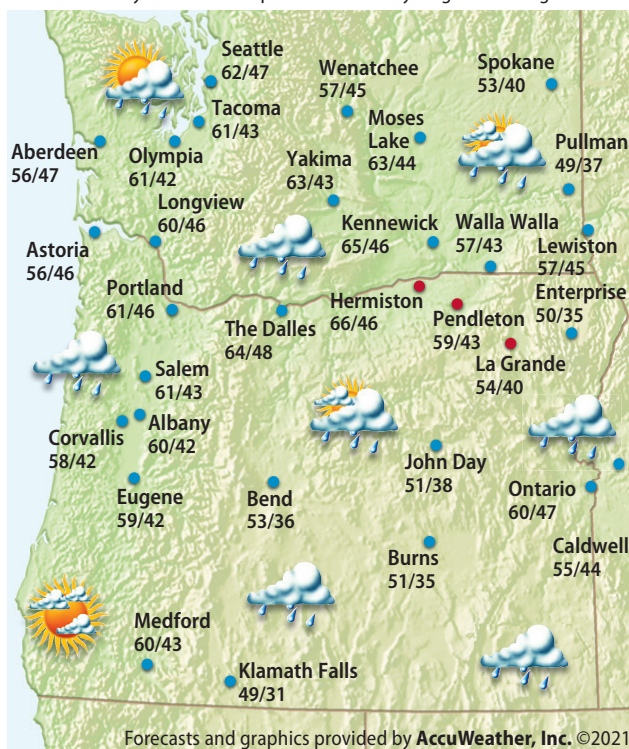 Seattle
62/47
Wenatchee
57/45
Spokane
53/40
Tacoma
61/43
Moses
Lake
63/44
Pullman
49/37
Aberdeen
56/47
Olympia
61/42
Yakima
63/43
Longview
60/46
Kennewick
65/46
Walla Walla
57/43
Lewiston
57/45
Astoria
56/46
Portland
61/46
The Dalles
64/48
Hermiston
66/46
Pendleton
59/43
Enterprise
50/35
La Grande
54/40
Salem
61/43
Albany
60/42
Corvallis
58/42
Eugene
59/42
Bend
53/36
John Day
51/38
Ontario
60/47
Caldwell
55/44
Burns
51/35
Medford
60/43
Klamath Falls
49/31
Forecasts and graphics provided by AccuWeather, Inc. ©2021